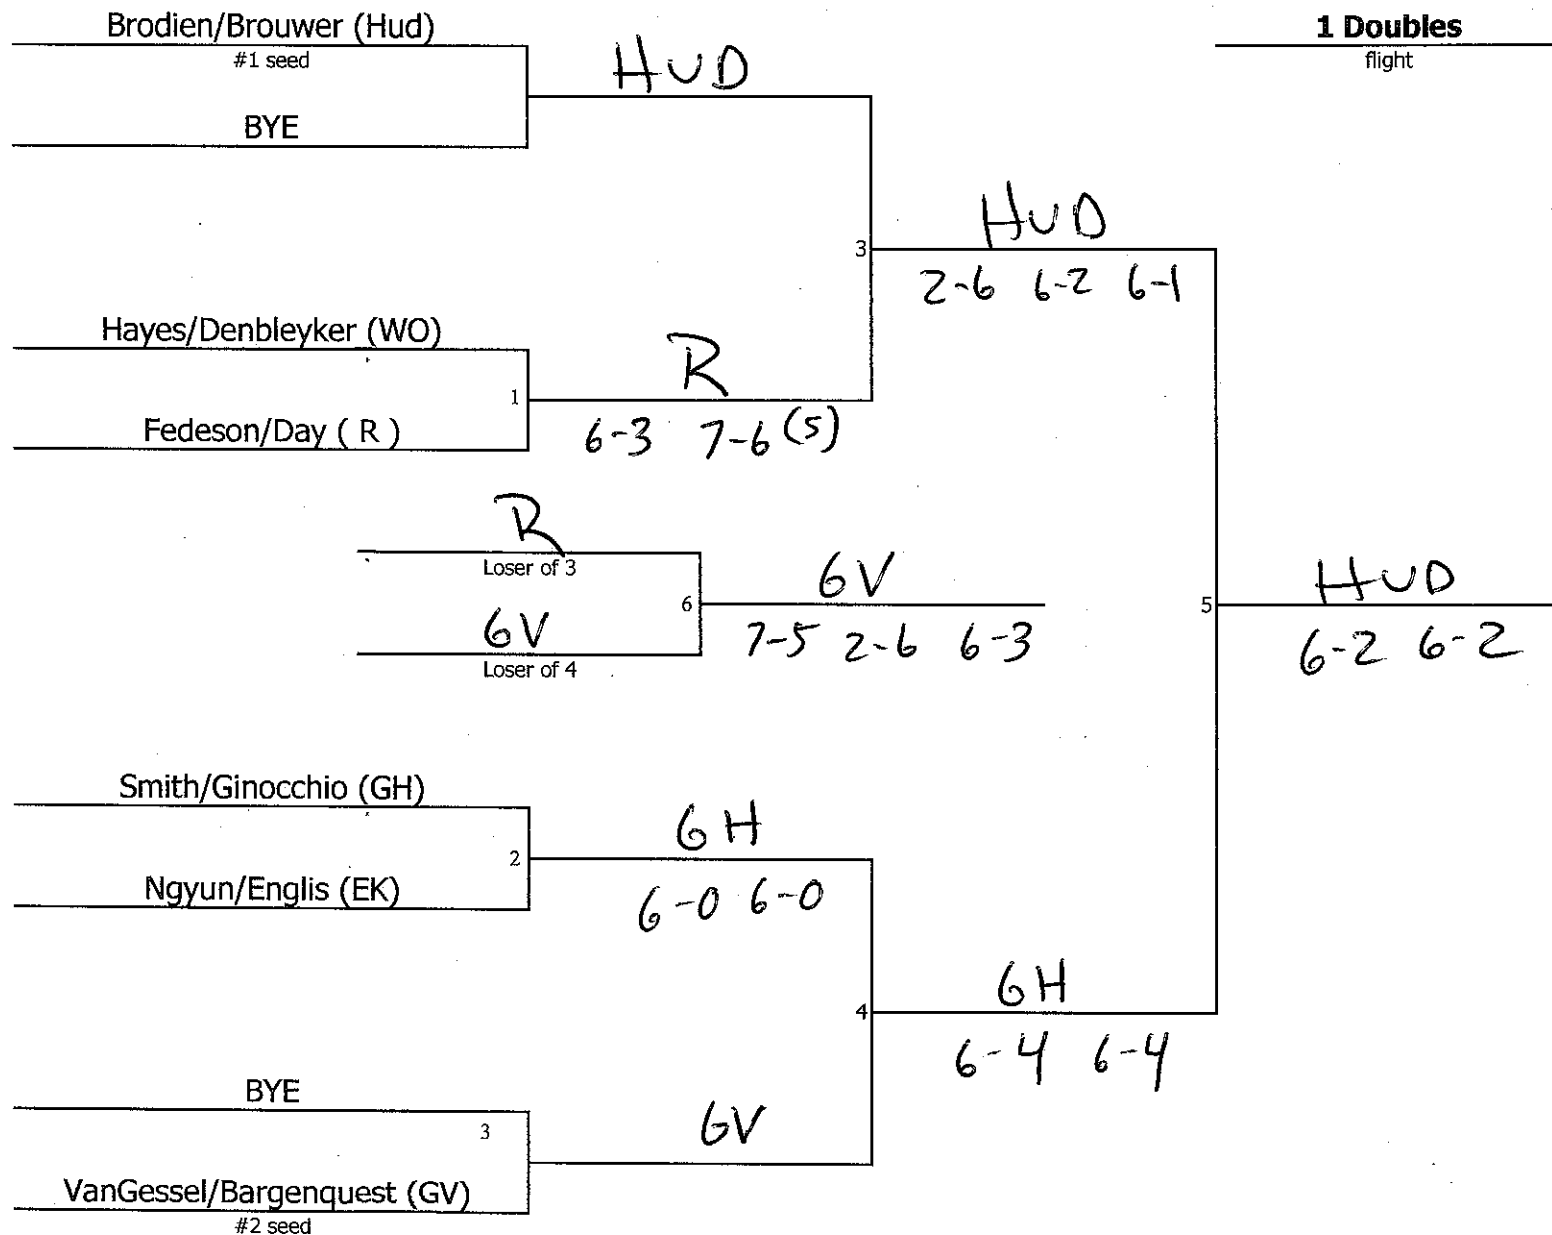 Brodien/Brouwer (Hud)
#1 seed
BYE
HUD
1 Doubles
flight
Hayes/Denbleyker (WO)
1
Fedeson/Day ( R )
R
6-3 7-6 (5)
3
HUD
2-6 6-2 6-1
R
Loser of 3
GV
Loser of 4
6
GV
7-5 2-6 6-3
5
HUD
6-2 6-2
Smith/Ginocchio (GH)
2
Ngyun/Englis (EK)
GH
6-0 6-0
4
GH
6-4 6-4
BYE
3
VanGessel/Bargenquest (GV)
#2 seed
GV